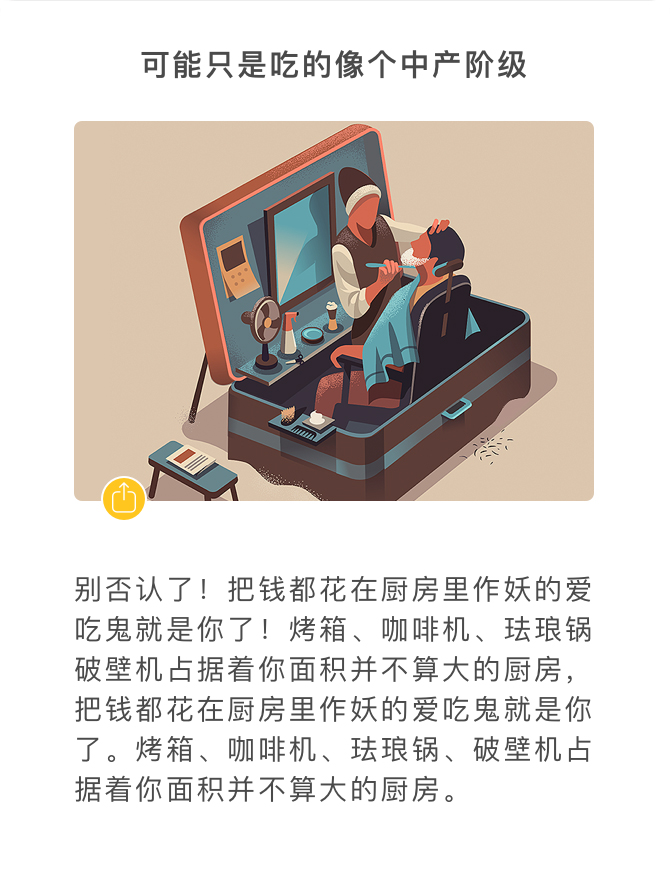 可能只是吃的像个中产阶级
别否认了！把钱都花在厨房里作妖的爱
吃鬼就是你了！烤箱、咖啡机、珐琅锅
破壁机占据着你面积并不算大的厨房，
把钱都花在厨房里作妖的爱吃鬼就是你
了。烤箱、咖啡机、珐琅锅、破壁机占
据着你面积并不算大的厨房。